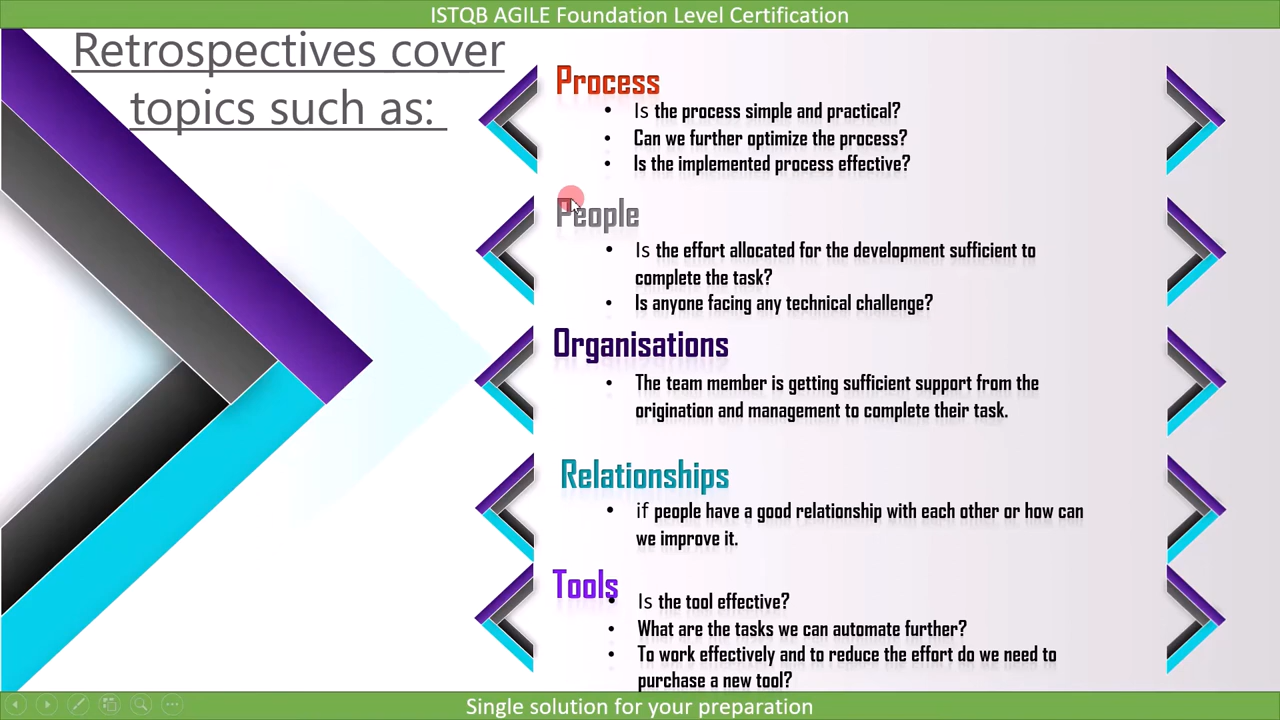 ISTQB AGILE Foundation Level Certification
Retrospectives cover
topics such as:
Process
• Is the process simple and practical?
• Can we further optimize the process?
• Is the implemented process effective?
People
• Is the effort allocated for the development sufficient to
complete the task?
• Is anyone facing any technical challenge?
Organisations
• The team member is getting sufficient support from the
origination and management to complete their task.
Relationships
• if people have a good relationship with each other or how can
we improve it.
Tools
• Is the tool effective?
• What are the tasks we can automate further?
• To work effectively and to reduce the effort do we need to
purchase a new tool?
Single solution for your preparation